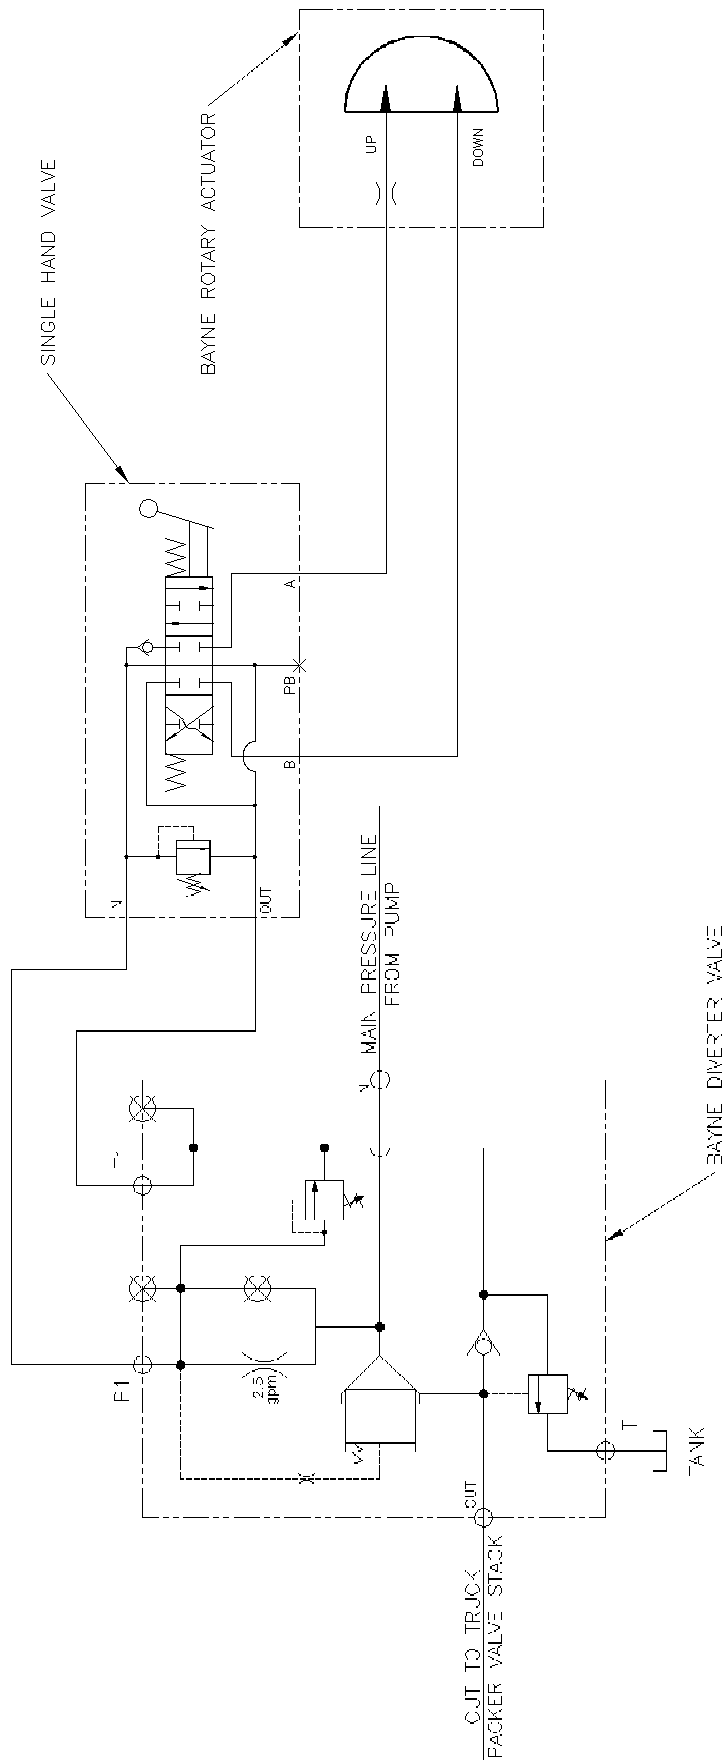 BAYNE ROTARY ACTUATOR
SINGLE HAND VALVE
UP
DOWN
A
PB
B
OUT
MAIN PRESSURE LINE
FROM PUMP
BAYNE DIVERTER VALVE
2.5
gpm
T
TANK
OUT
OUT TO TRUCK
PACKER VALVE STACK